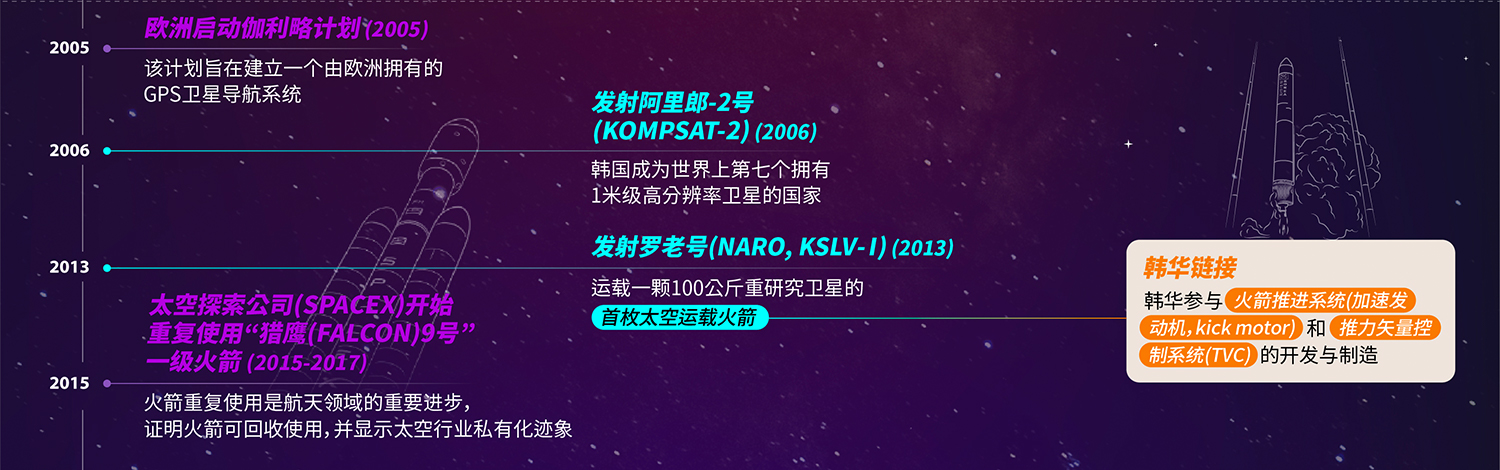 2005
欧洲启动伽利略计划 (2005)
该计划旨在建立一个由欧洲拥有的
GPS卫星导航系统
2006
发射阿里郎-2号
(KOMPSAT-2) (2006)
韩国成为世界上第七个拥有
1米级高分辨率卫星的国家
2013
发射罗老号(NARO, KSLV-I) (2013)
运载一颗100公斤重研究卫星的
首枚太空运载火箭
韩华链接
韩华参与 火箭推进系统(加速发
动机, kick motor) 和 推力矢量控
制系统(TVC) 的开发与制造
2015
太空探索公司(SPACEX)开始
重复使用“猎鹰(FALCON)9号”
一级火箭 (2015-2017)
火箭重复使用是航天领域的重要进步，
证明火箭可回收使用, 并显示太空行业私有化迹象